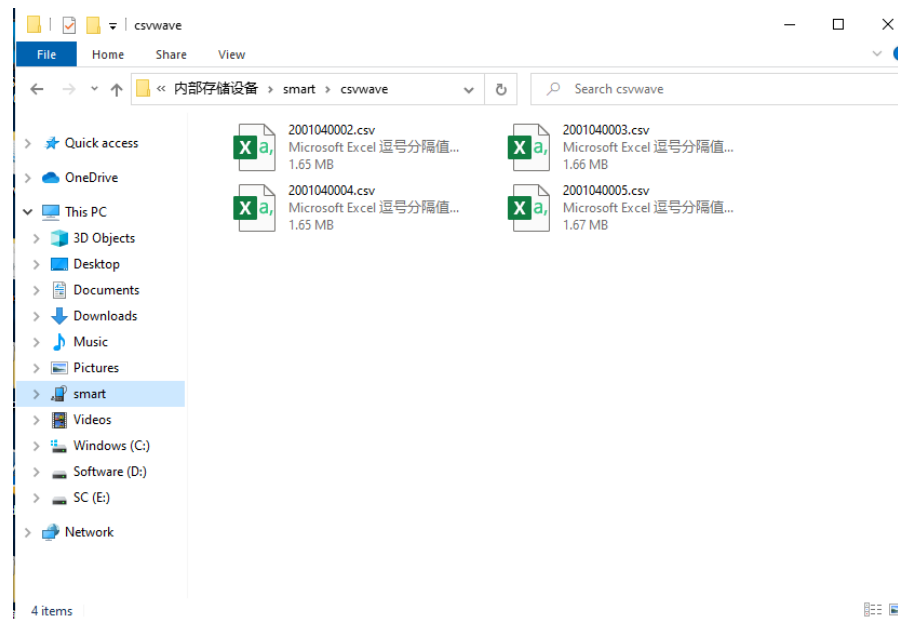 csvwave
File Home Share View
« 内部存储设备 › smart › csvwave
Search csvwave
Quick access
OneDrive
This PC
3D Objects
Desktop
Documents
Downloads
Music
Pictures
smart
Videos
Windows (C:)
Software (D:)
SC (E:)
Network
2001040002.csv
Microsoft Excel 逗号分隔值...
1.65 MB
2001040003.csv
Microsoft Excel 逗号分隔值...
1.66 MB
2001040004.csv
Microsoft Excel 逗号分隔值...
1.65 MB
2001040005.csv
Microsoft Excel 逗号分隔值...
1.67 MB
4 items